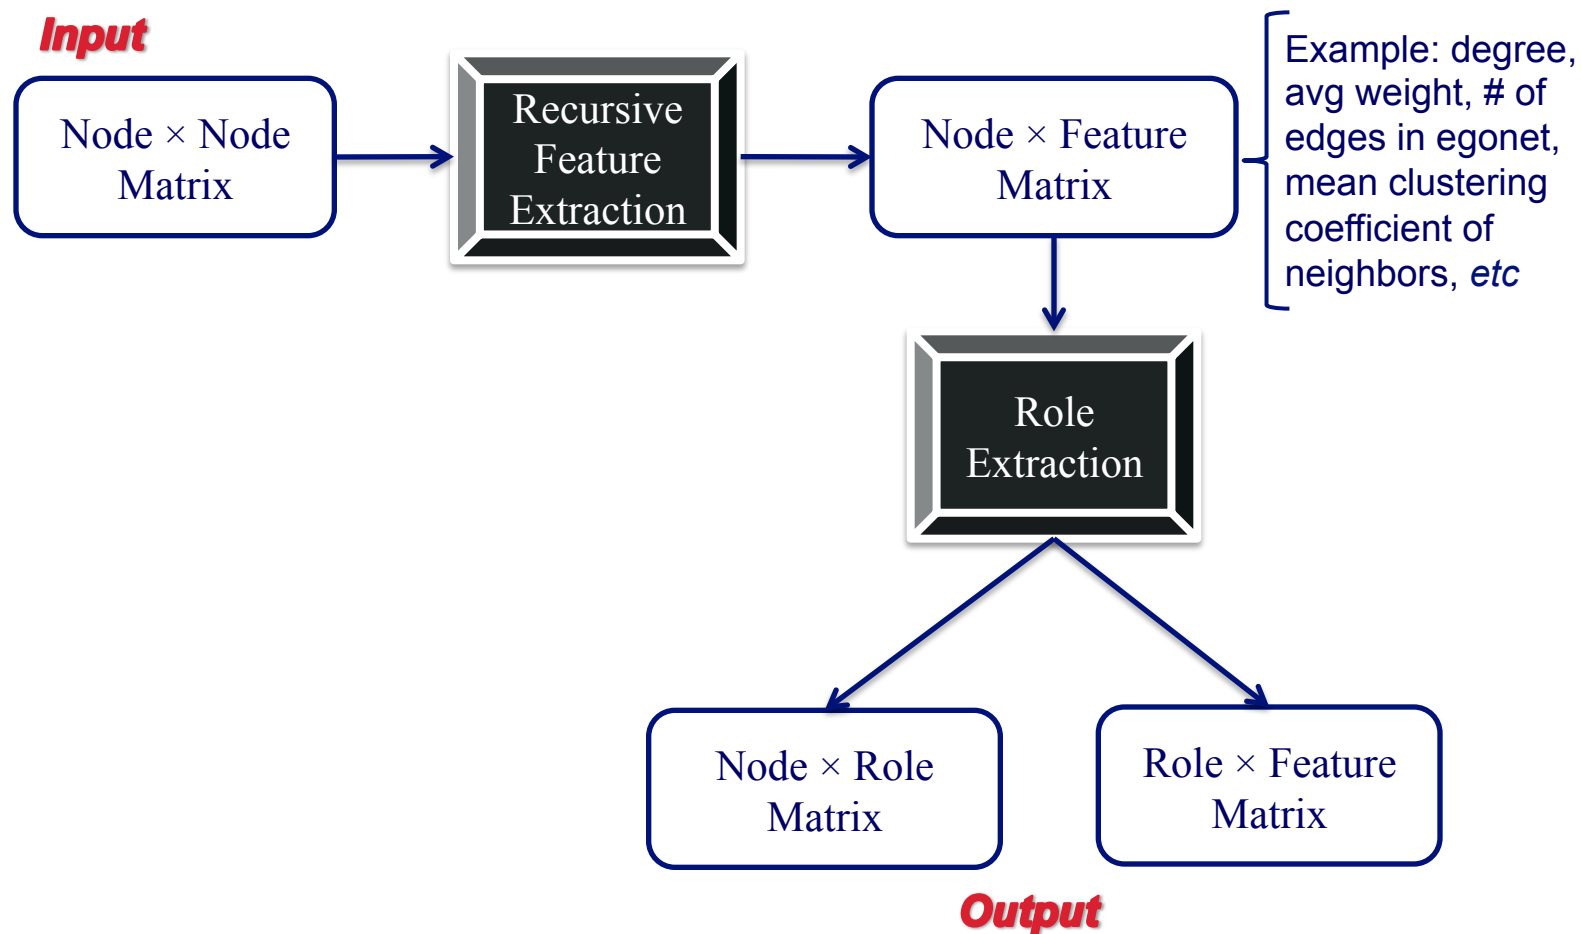 Input
Node × Node
Matrix
Recursive
Feature
Extraction
Node × Feature
Matrix
Example: degree,
avg weight, # of
edges in egonet,
mean clustering
coefficient of
neighbors, etc
Role
Extraction
Node × Role
Matrix
Role × Feature
Matrix
Output